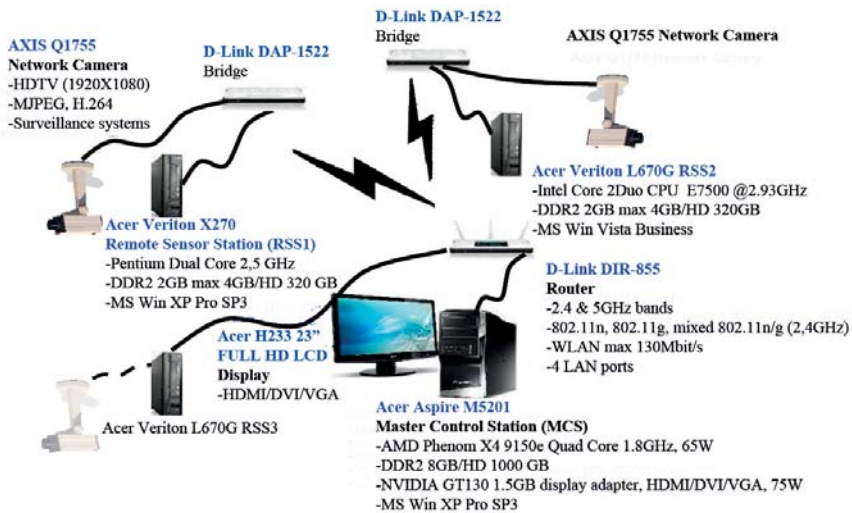 AXIS Q1755
Network Camera
-HDTV (1920X1080)
-MJPEG, H.264
-Surveillance systems
D-Link DAP-1522
Bridge
D-Link DAP-1522
Bridge
AXIS Q1755 Network Camera
Acer Veriton L670G RSS2
-Intel Core 2Duo CPU E7500 @2.93GHz
-DDR2 2GB max 4GB/HD 320GB
-MS Win Vista Business
Acer Veriton X270
Remote Sensor Station (RSS1)
-Pentium Dual Core 2,5 GHz
-DDR2 2GB max 4GB/HD 320 GB
-MS Win XP Pro SP3
D-Link DIR-855
Router
-2.4 & 5GHz bands
-802.11n, 802.11g, mixed 802.11n/g (2,4GHz)
-WLAN max 130Mbit/s
-4 LAN ports
Acer H233 23”
FULL HD LCD
Display
-HDMI/DVI/VGA
Acer Veriton L670G RSS3
Acer Aspire M5201
Master Control Station (MCS)
-AMD Phenom X4 9150e Quad Core 1.8GHz, 65W
-DDR2 8GB/HD 1000 GB
-NVIDIA GT130 1.5GB display adapter, HDMI/DVI/VGA, 75W
-MS Win XP Pro SP3